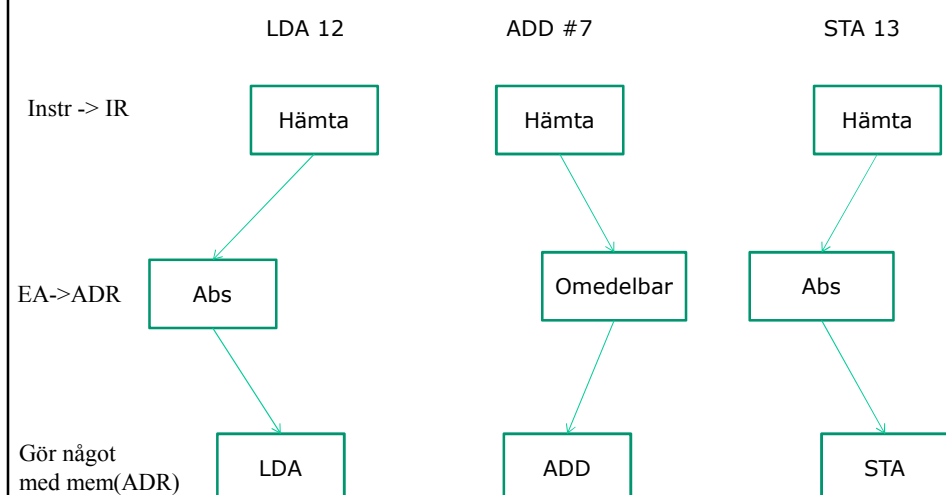 LDA 12
ADD #7
STA 13
Instr -> IR
Hämta
Hämta
Hämta
EA->ADR
Abs
Omedelbar
Abs
Gör något
med mem(ADR)
LDA
ADD
STA